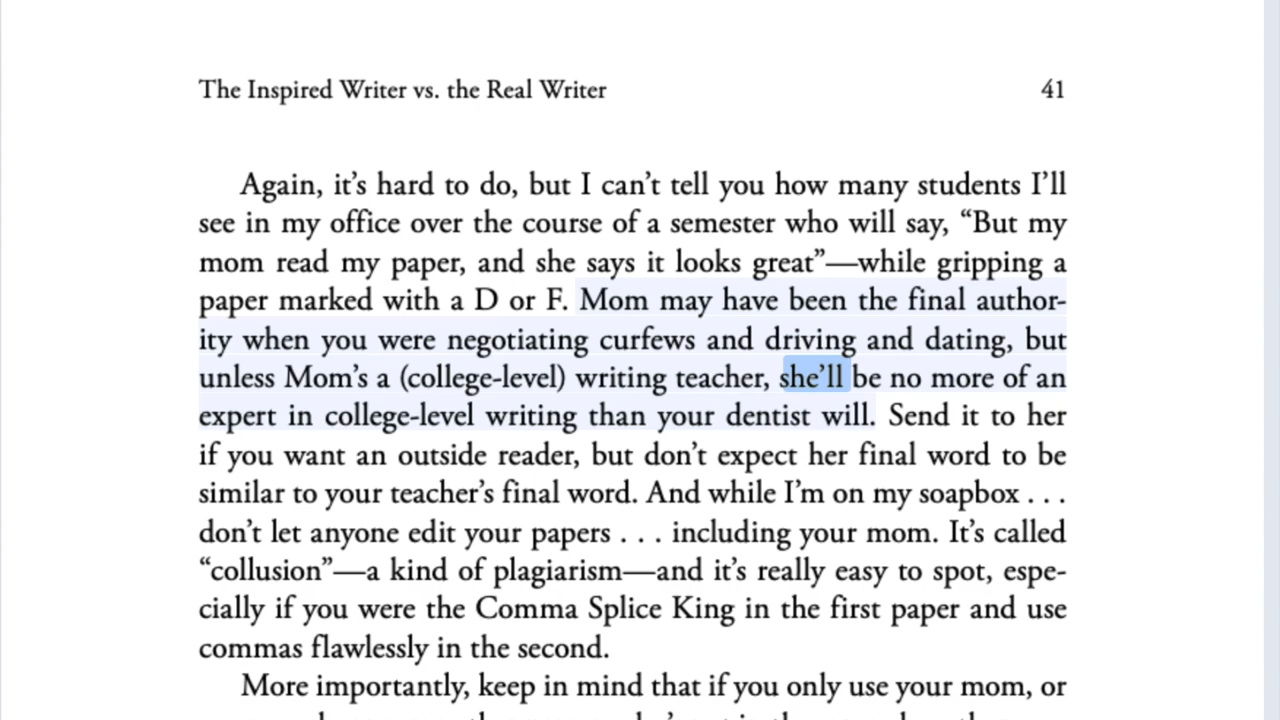 The Inspired Writer vs. the Real Writer 41
Again, it’s hard to do, but I can’t tell you how many students I’ll
see in my office over the course of a semester who will say, “But my
mom read my paper, and she says it looks great”—while gripping a
paper marked with a D or F. Mom may have been the final author-
ity when you were negotiating curfews and driving and dating, but
unless Mom’s a (college-level) writing teacher, she’ll be no more of an
expert in college-level writing than your dentist will. Send it to her
if you want an outside reader, but don’t expect her final word to be
similar to your teacher’s final word. And while I’m on my soapbox . . .
don’t let anyone edit your papers . . . including your mom. It’s called
“collusion”—a kind of plagiarism—and it’s really easy to spot, espe-
cially if you were the Comma Splice King in the first paper and use
commas flawlessly in the second.
More importantly, keep in mind that if you only use your mom, or